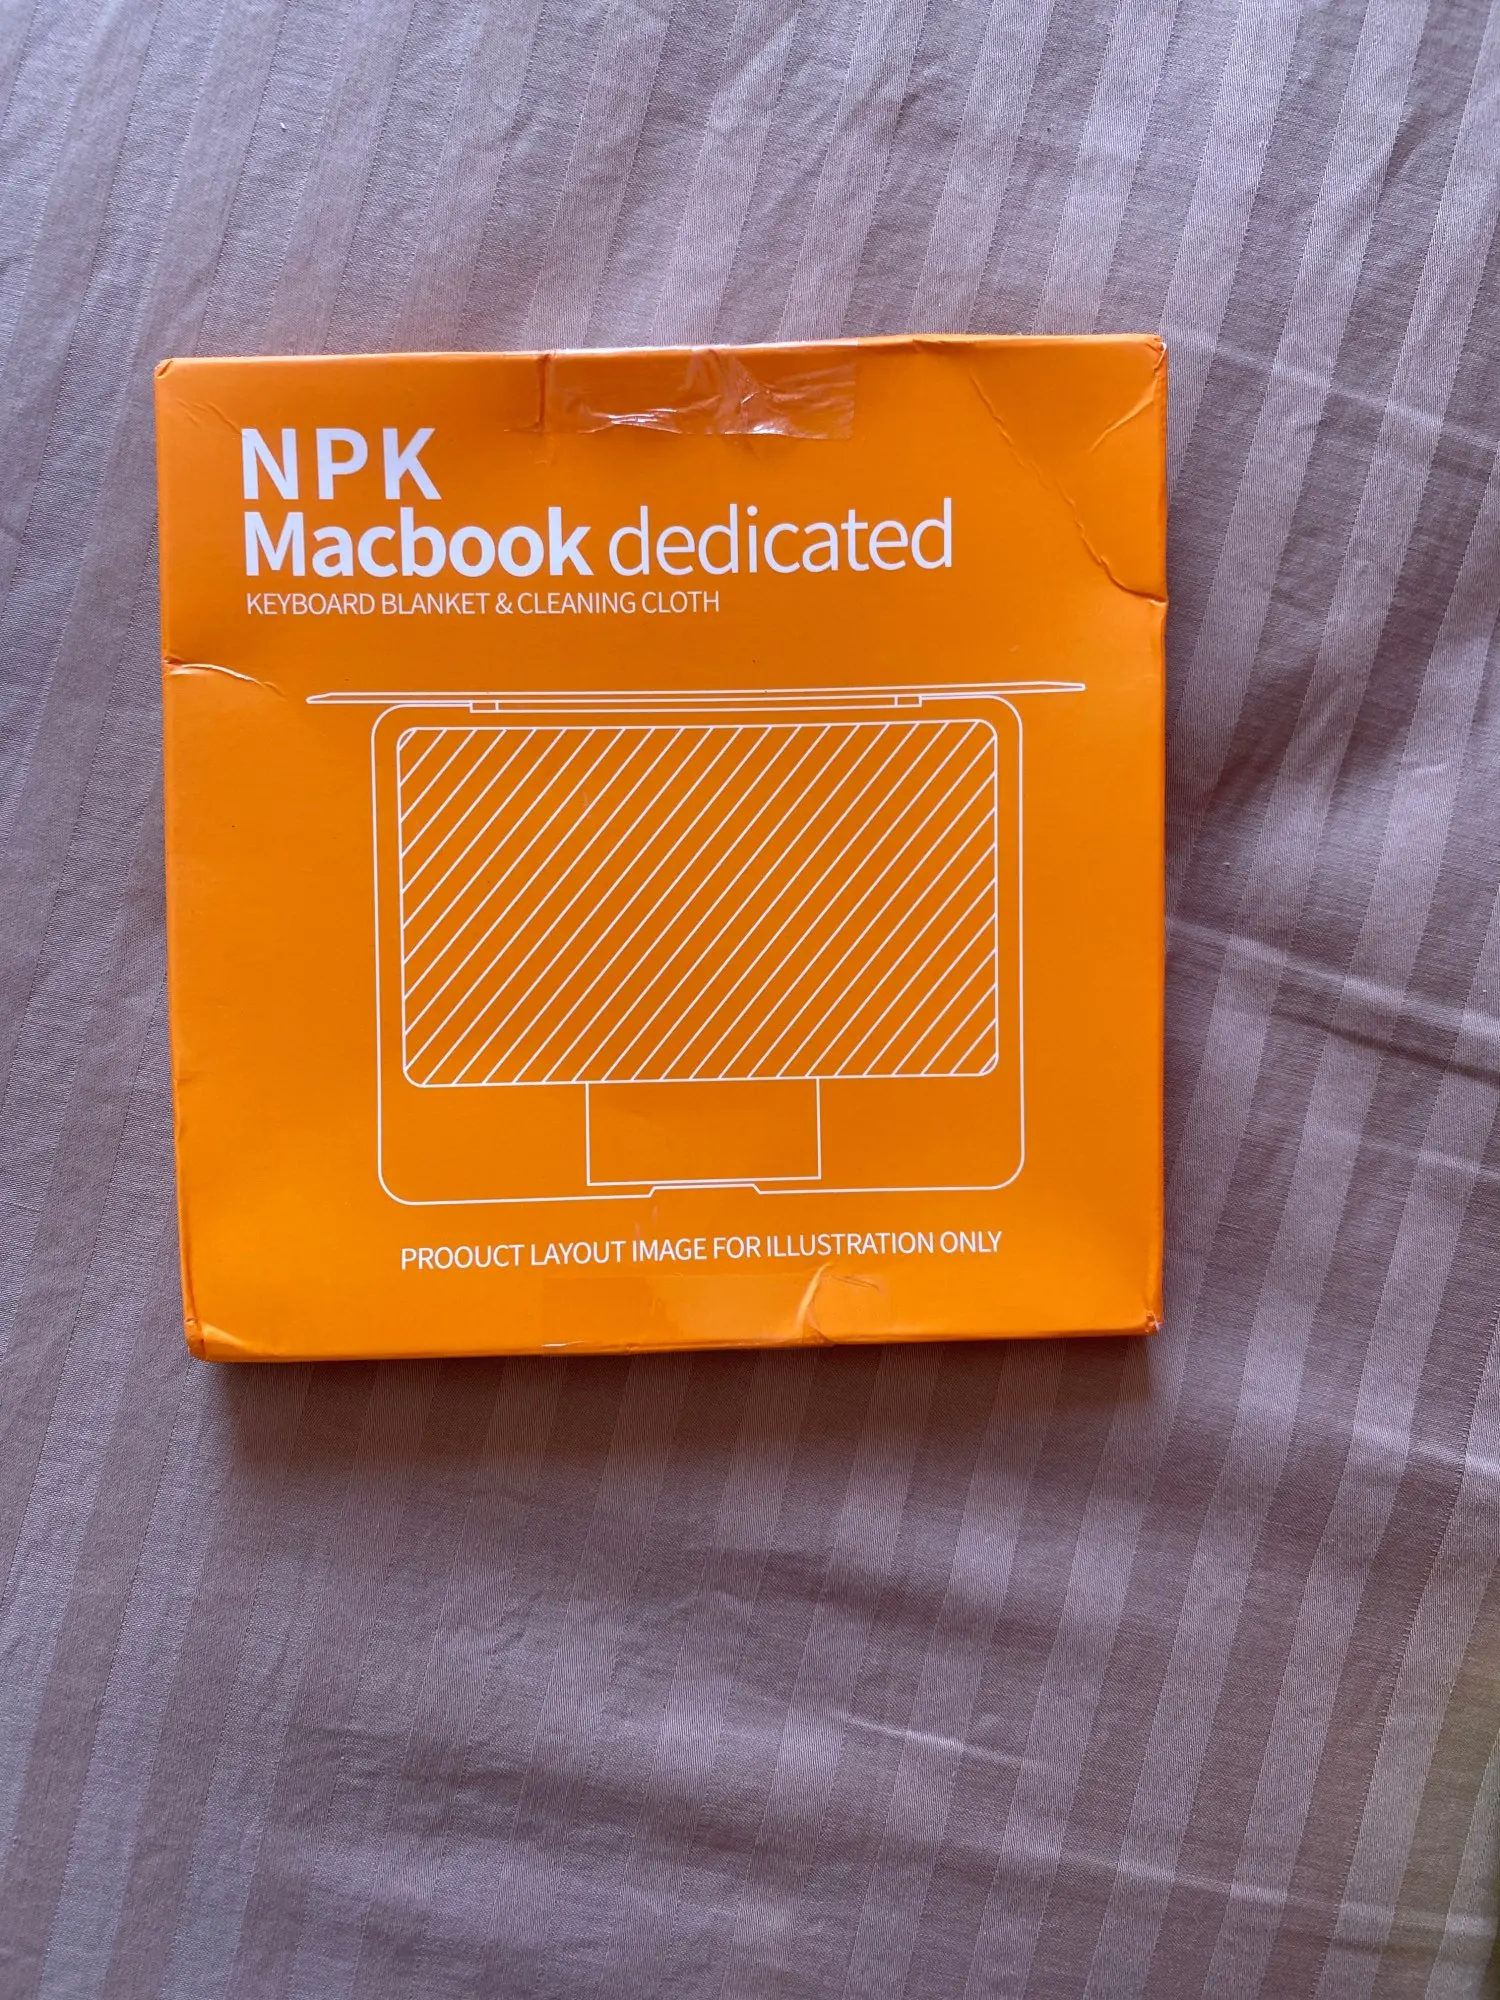 NPK
Macbook dedicated
KEYBOARD BLANKET & CLEANING CLOTH
PROOUCT LAYOUT IMAGE FOR ILLUSTRATION ONLY